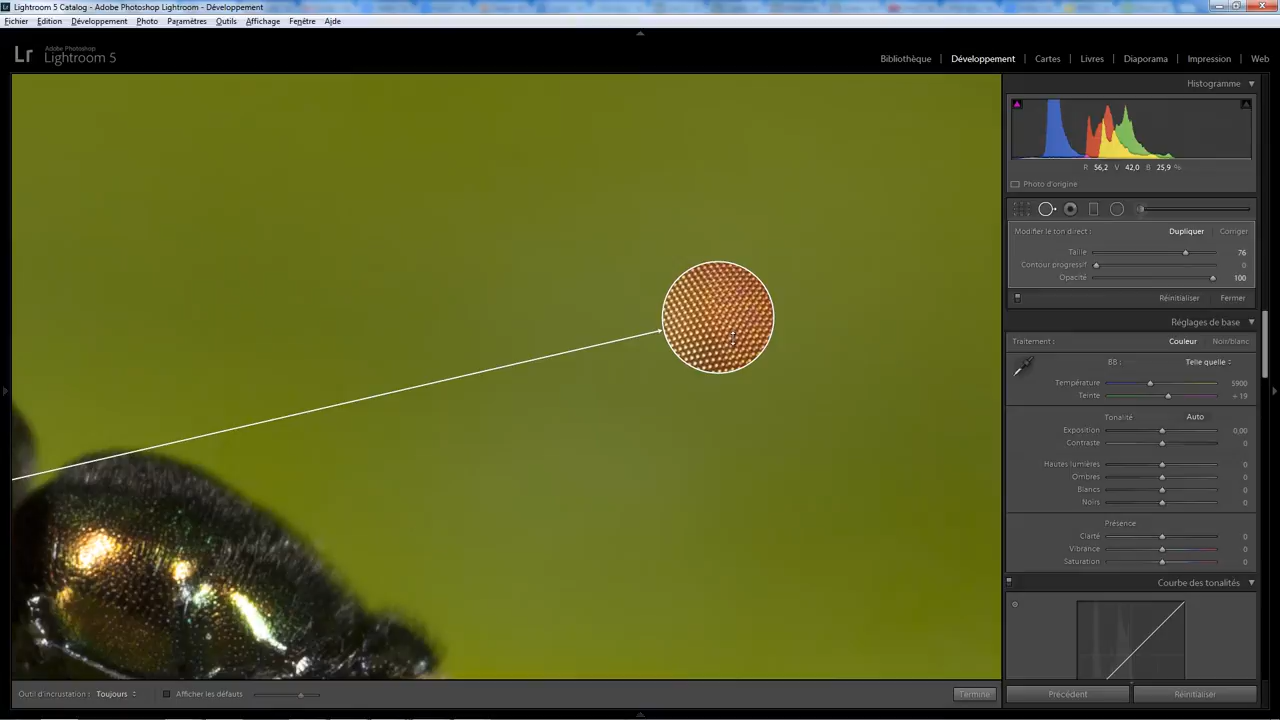 Lightroom 5 Catalog - Adobe Photoshop Lightroom - Développement
Fichier Edition Développement Photo Paramètres Outils Affichage Fenêtre Aide
Lr Adobe Photoshop
Lightroom 5
Bibliothèque Développement Cartes Livres Diaporama Impression Web
Histogramme
R 56,2 V 42,0 B 25,9 %
Photo d'origine
Modifier le ton direct : Dupliquer Corriger
Taille 76
Contour progressif 0
Opacité 100
Réinitialiser Fermer
Réglages de base
Traitement : Couleur Noir/blanc
BB : Telle quelle
Température 5900
Teinte + 19
Tonalité Auto
Exposition 0,00
Contraste 0
Hautes lumières 0
Ombres 0
Blancs 0
Noirs 0
Présence
Clarté 0
Vibrance 0
Saturation 0
Courbe des tonalités
Outil d'incrustation : Toujours Afficher les défauts Terminé
Précédent Réinitialiser